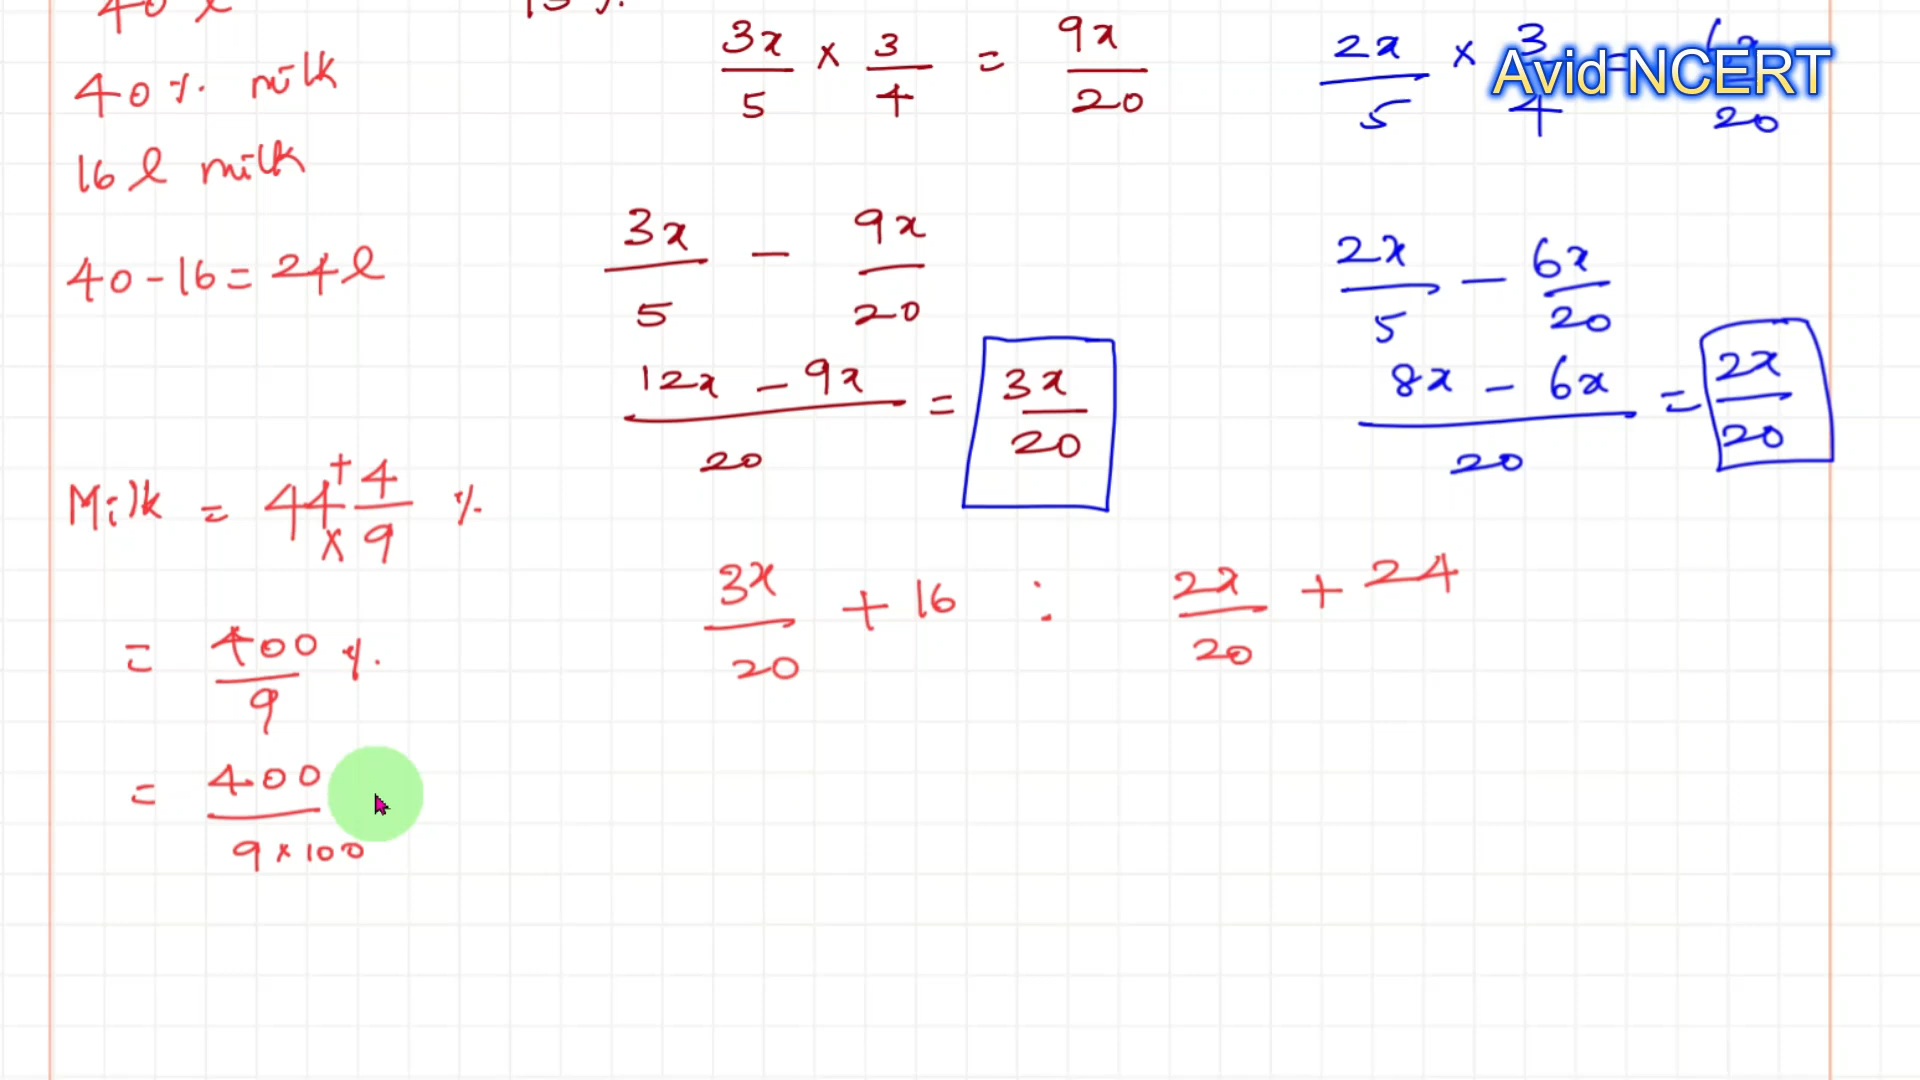 40 l
40 % milk
16 l milk
40 - 16 = 24 l
Milk = 44 4/9 %
= 400/9 %
= 400/(9 × 100)
3x/5 × 3/4 = 9x/20
3x/5 - 9x/20
(12x - 9x)/20 = 3x/20
2x/5 × 3/4 = /20
Avid NCERT
2x/5 - 6x/20
(8x - 6x)/20 = 2x/20
3x/20 + 16 : 2x/20 + 24